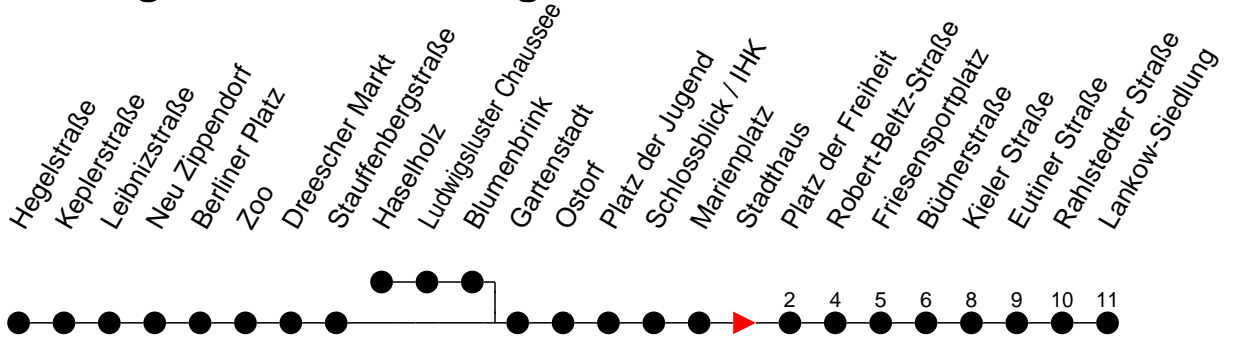 Hegelstraße
Keplerstraße
Leibnizstraße
Neu Zippendorf
Berliner Platz
Zoo
Dreescher Markt
Stauffenbergstraße
Haselholz
Ludwigsluster Chaussee
Blumenbrink
Gartenstadt
Ostorf
Platz der Jugend
Schlossblick / IHK
Marienplatz
Stadthaus
Platz der Freiheit
Robert-Beltz-Straße
Friesensportplatz
Büdnerstraße
Kieler Straße
Eutiner Straße
Rahlstedter Straße
Lankow-Siedlung
2 4 5 6 8 9 10 11